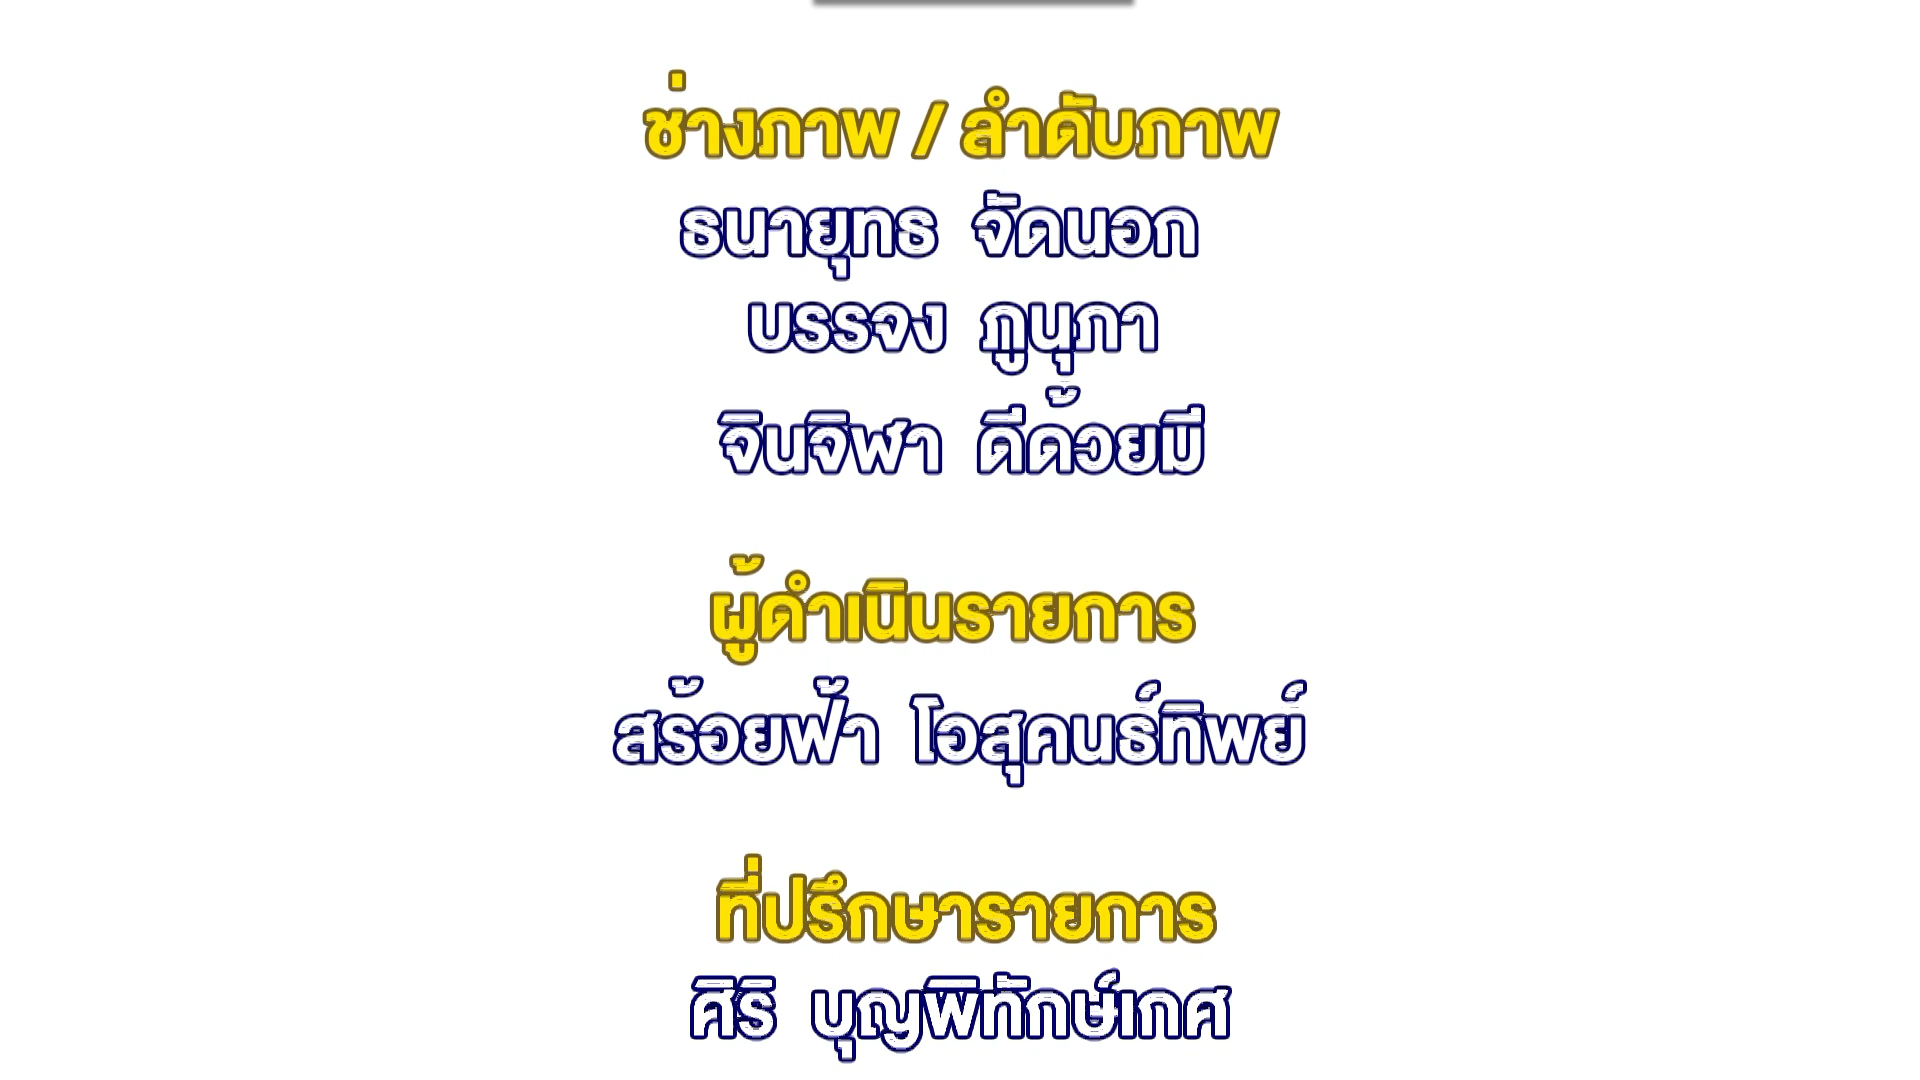 ช่างภาพ / ลำดับภาพ
ธนายุทธ จัดนอก
บรรจง ภูนุภา
จินจิฬา ดีด้วยมี
ผู้ดำเนินรายการ
สร้อยฟ้า โอสุคนธ์ทิพย์
ที่ปรึกษารายการ
ศิริ บุญพิทักษ์เกศ